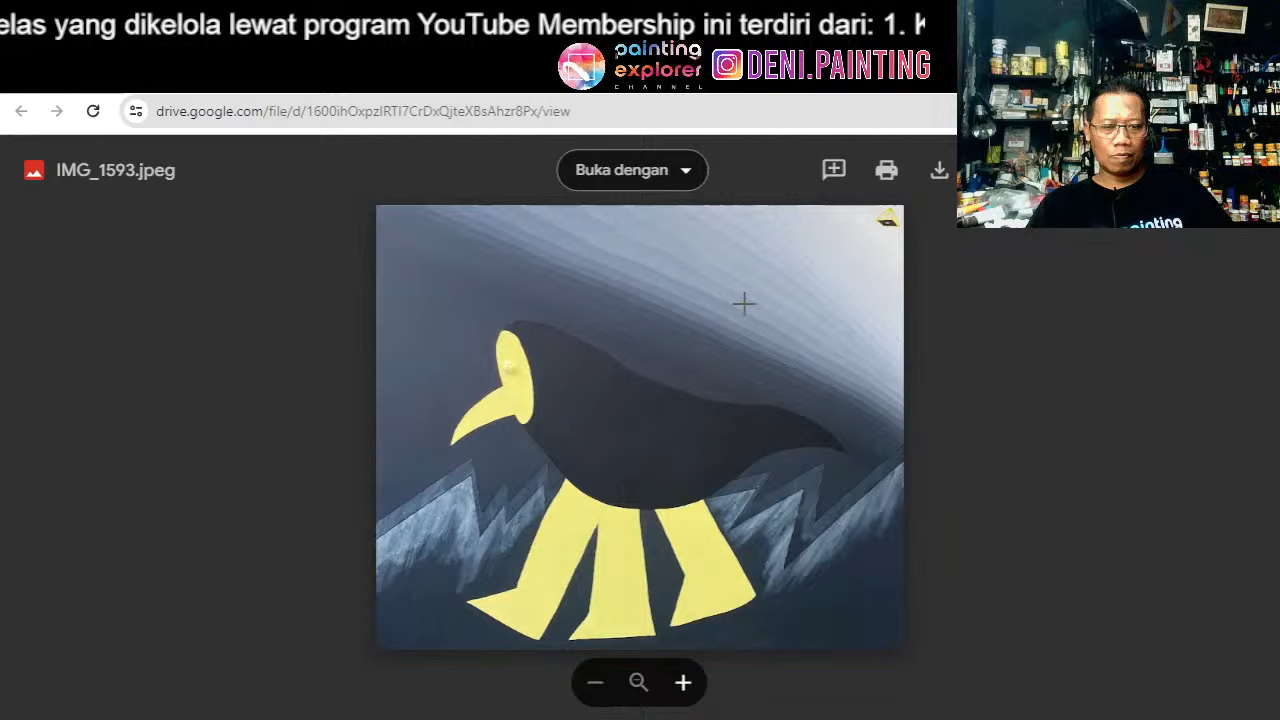 elas yang dikelola lewat program YouTube Membership ini terdiri dari: 1. K
painting
explorer
CHANNEL
DENI.PAINTING
drive.google.com/file/d/1600ihOxpzlRTI7CrDxQjteXBsAhzr8Px/view
IMG_1593.jpeg
Buka dengan
painting